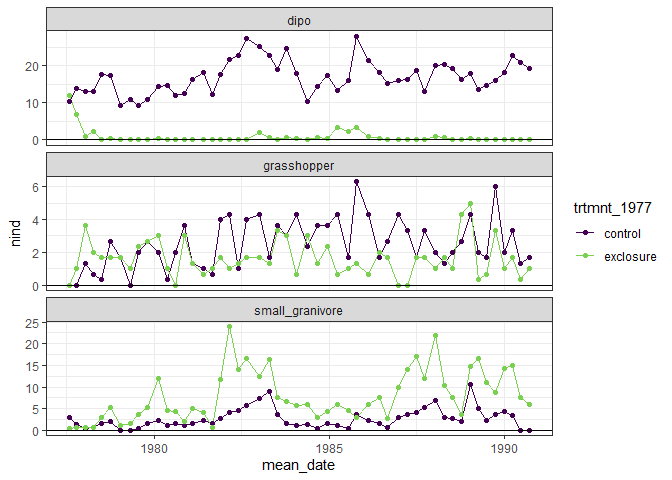 dipo
20
10
0
grasshopper
6
4
2
0
small_granivore
25
20
15
10
5
0
1980 1985 1990
mean_date
nind
trtmnt_1977
control
exclosure